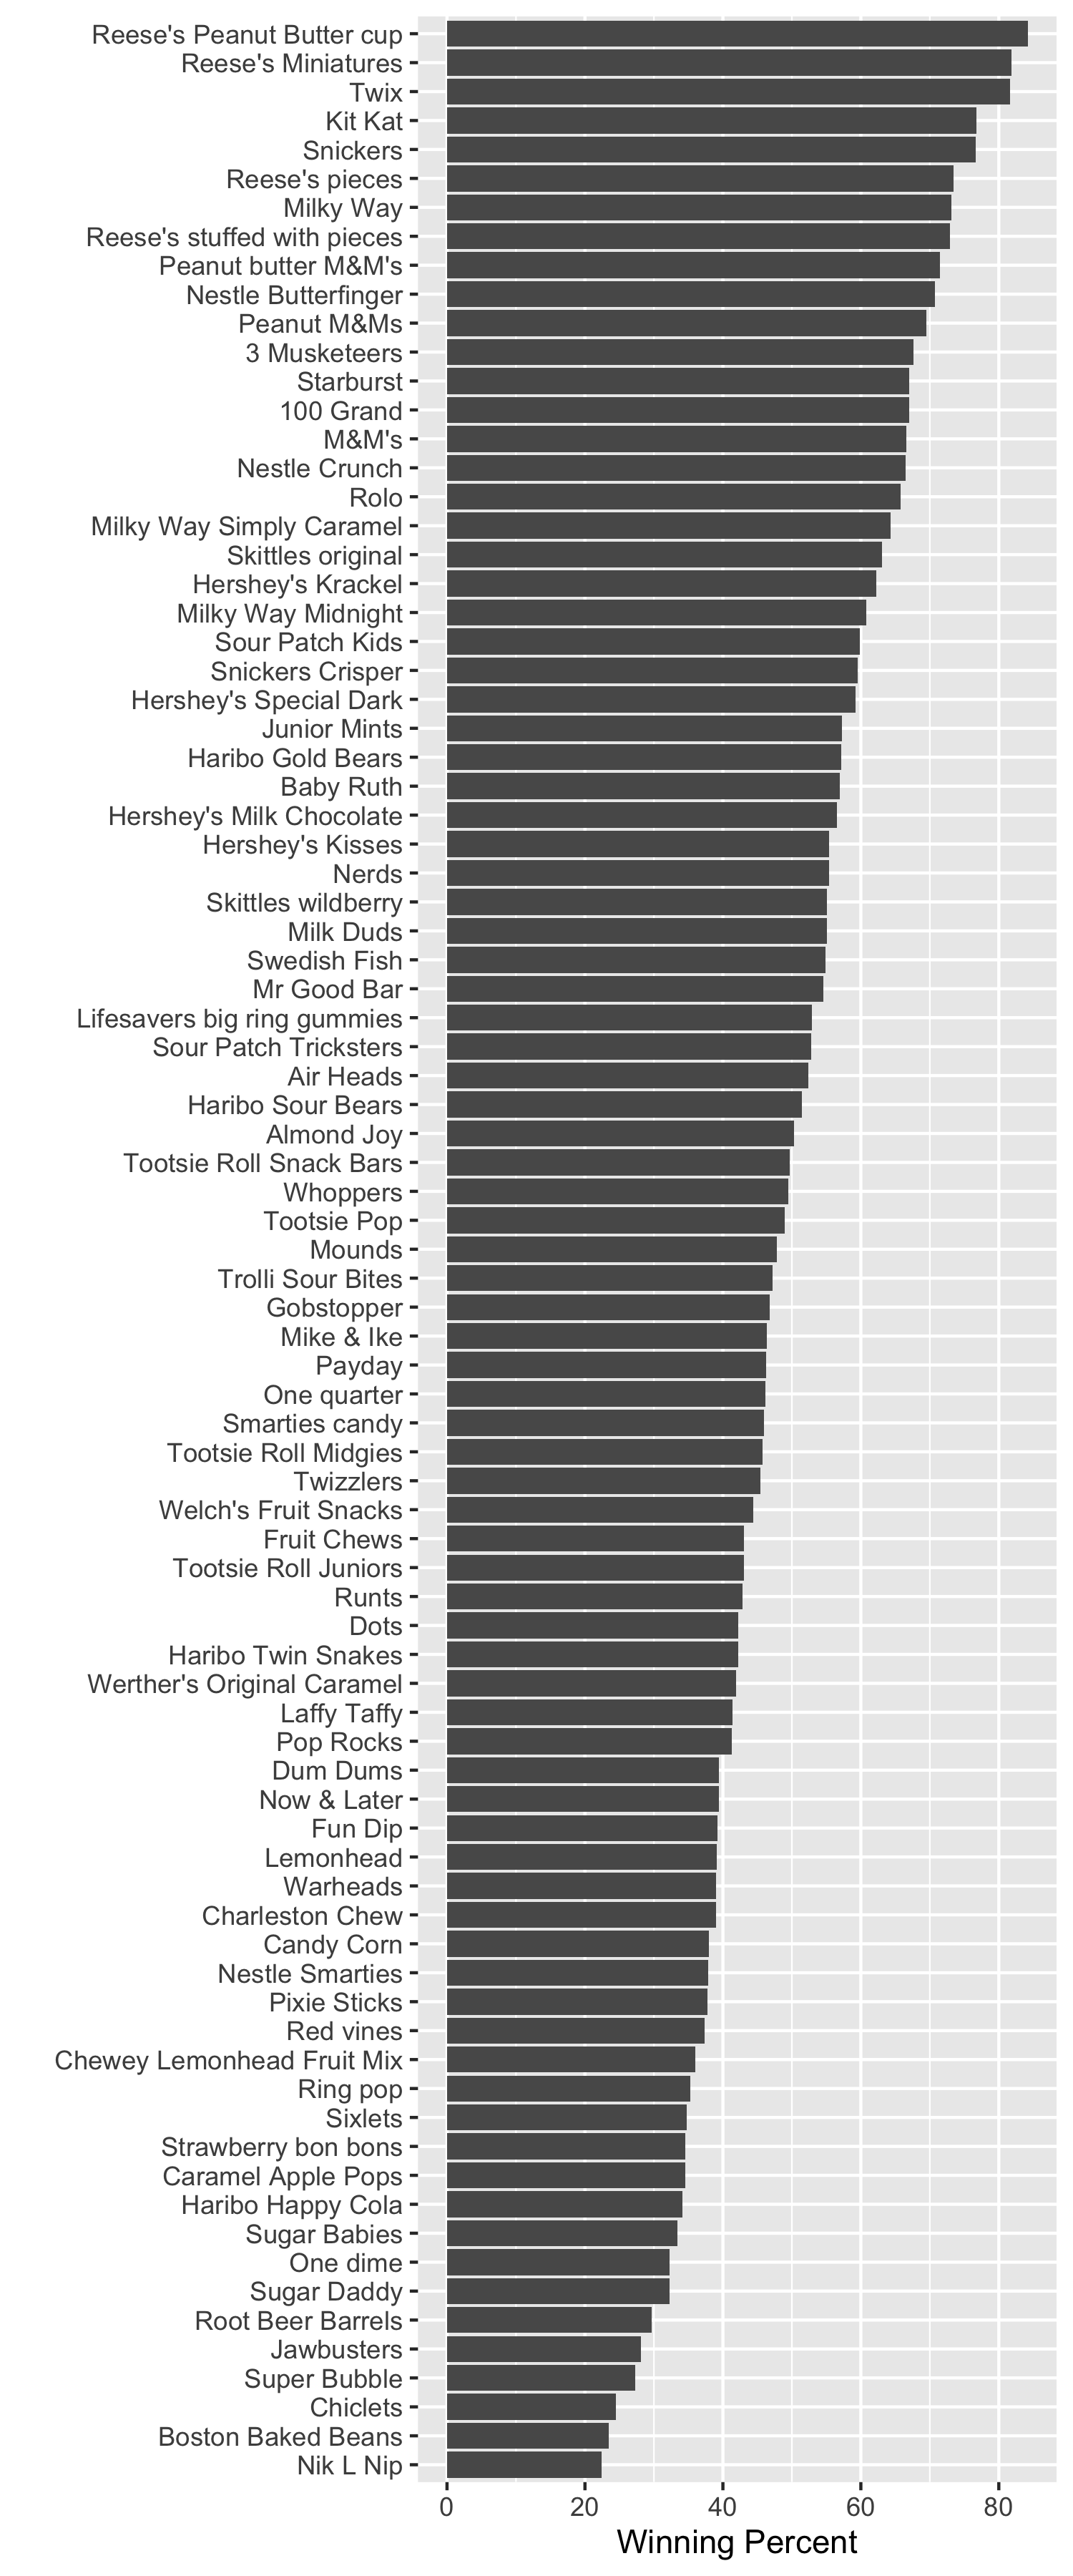 Reese's Peanut Butter cup
Reese's Miniatures
Twix
Kit Kat
Snickers
Reese's pieces
Milky Way
Reese's stuffed with pieces
Peanut butter M&M's
Nestle Butterfinger
Peanut M&Ms
3 Musketeers
Starburst
100 Grand
M&M's
Nestle Crunch
Rolo
Milky Way Simply Caramel
Skittles original
Hershey's Krackel
Milky Way Midnight
Sour Patch Kids
Snickers Crisper
Hershey's Special Dark
Junior Mints
Haribo Gold Bears
Baby Ruth
Hershey's Milk Chocolate
Hershey's Kisses
Nerds
Skittles wildberry
Milk Duds
Swedish Fish
Mr Good Bar
Lifesavers big ring gummies
Sour Patch Tricksters
Air Heads
Haribo Sour Bears
Almond Joy
Tootsie Roll Snack Bars
Whoppers
Tootsie Pop
Mounds
Trolli Sour Bites
Gobstopper
Mike & Ike
Payday
One quarter
Smarties candy
Tootsie Roll Midgies
Twizzlers
Welch's Fruit Snacks
Fruit Chews
Tootsie Roll Juniors
Runts
Dots
Haribo Twin Snakes
Werther's Original Caramel
Laffy Taffy
Pop Rocks
Dum Dums
Now & Later
Fun Dip
Lemonhead
Warheads
Charleston Chew
Candy Corn
Nestle Smarties
Pixie Sticks
Red vines
Chewey Lemonhead Fruit Mix
Ring pop
Sixlets
Strawberry bon bons
Caramel Apple Pops
Haribo Happy Cola
Sugar Babies
One dime
Sugar Daddy
Root Beer Barrels
Jawbusters
Super Bubble
Chiclets
Boston Baked Beans
Nik L Nip
0 20 40 60 80
Winning Percent